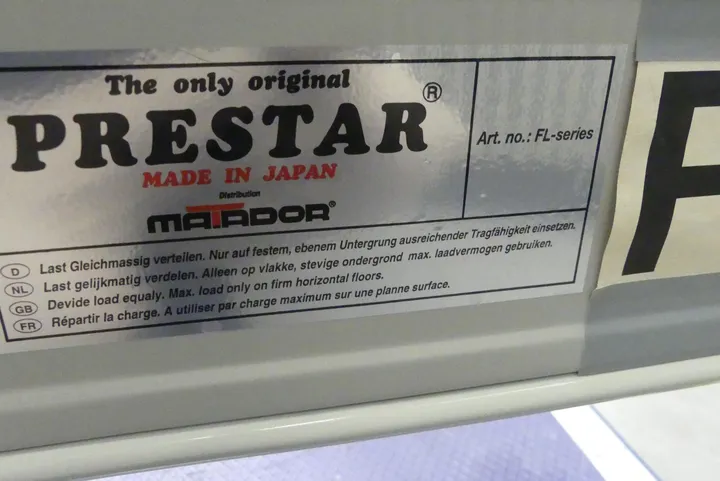 The only original
PRESTAR®
MADE IN JAPAN
Distribution
MATADOR®
Art. no.: FL-series
D Last Gleichmassig verteilen. Nur auf festem, ebenem Untergrung ausreichender Tragfähigkeit einsetzen.
NL Last gelijkmatig verdelen. Alleen op vlakke, stevige ondergrond max. laadvermogen gebruiken.
GB Devide load equaly. Max. load only on firm horizontal floors.
FR Répartir la charge. A utiliser par charge maximum sur une planne surface.